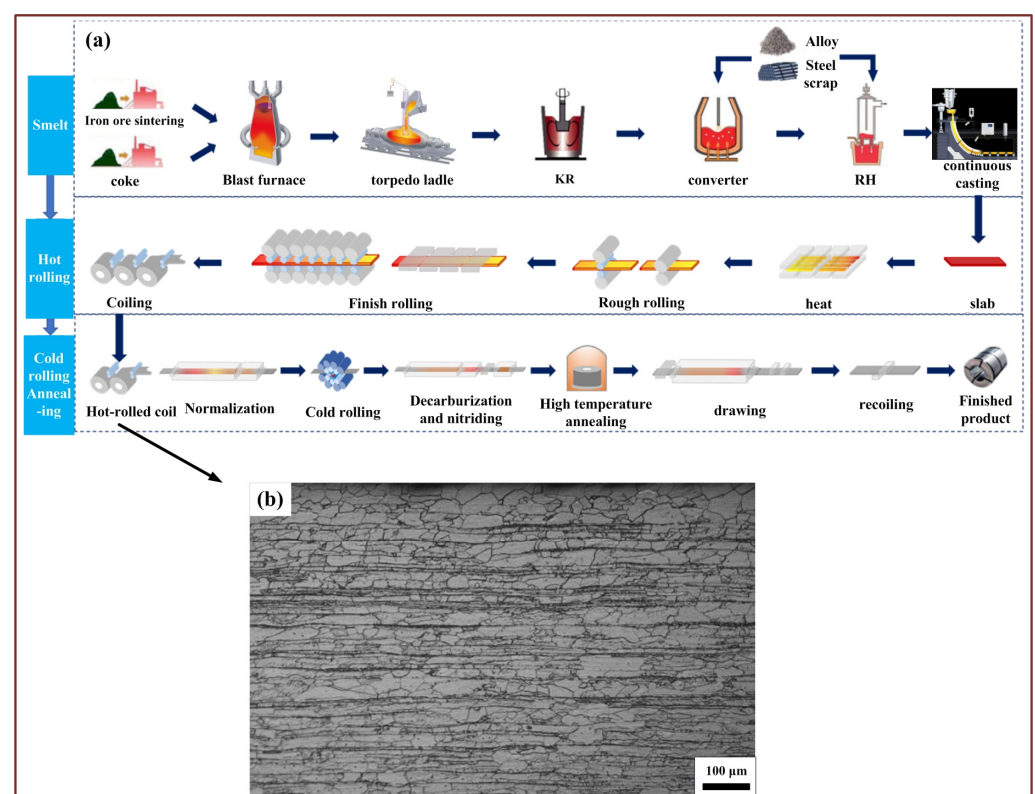 (a)
Alloy
Steel
scrap
Smelt
Iron ore sintering
coke
Blast furnace
torpedo ladle
KR
converter
RH
continuous
casting
Hot
rolling
Coiling
Finish rolling
Rough rolling
heat
slab
Cold
rolling
Anneal
-ing
Hot-rolled coil
Normalization
Cold rolling
Decarburization
and nitriding
High temperature
annealing
drawing
recoiling
Finished
product
(b)
100 μm